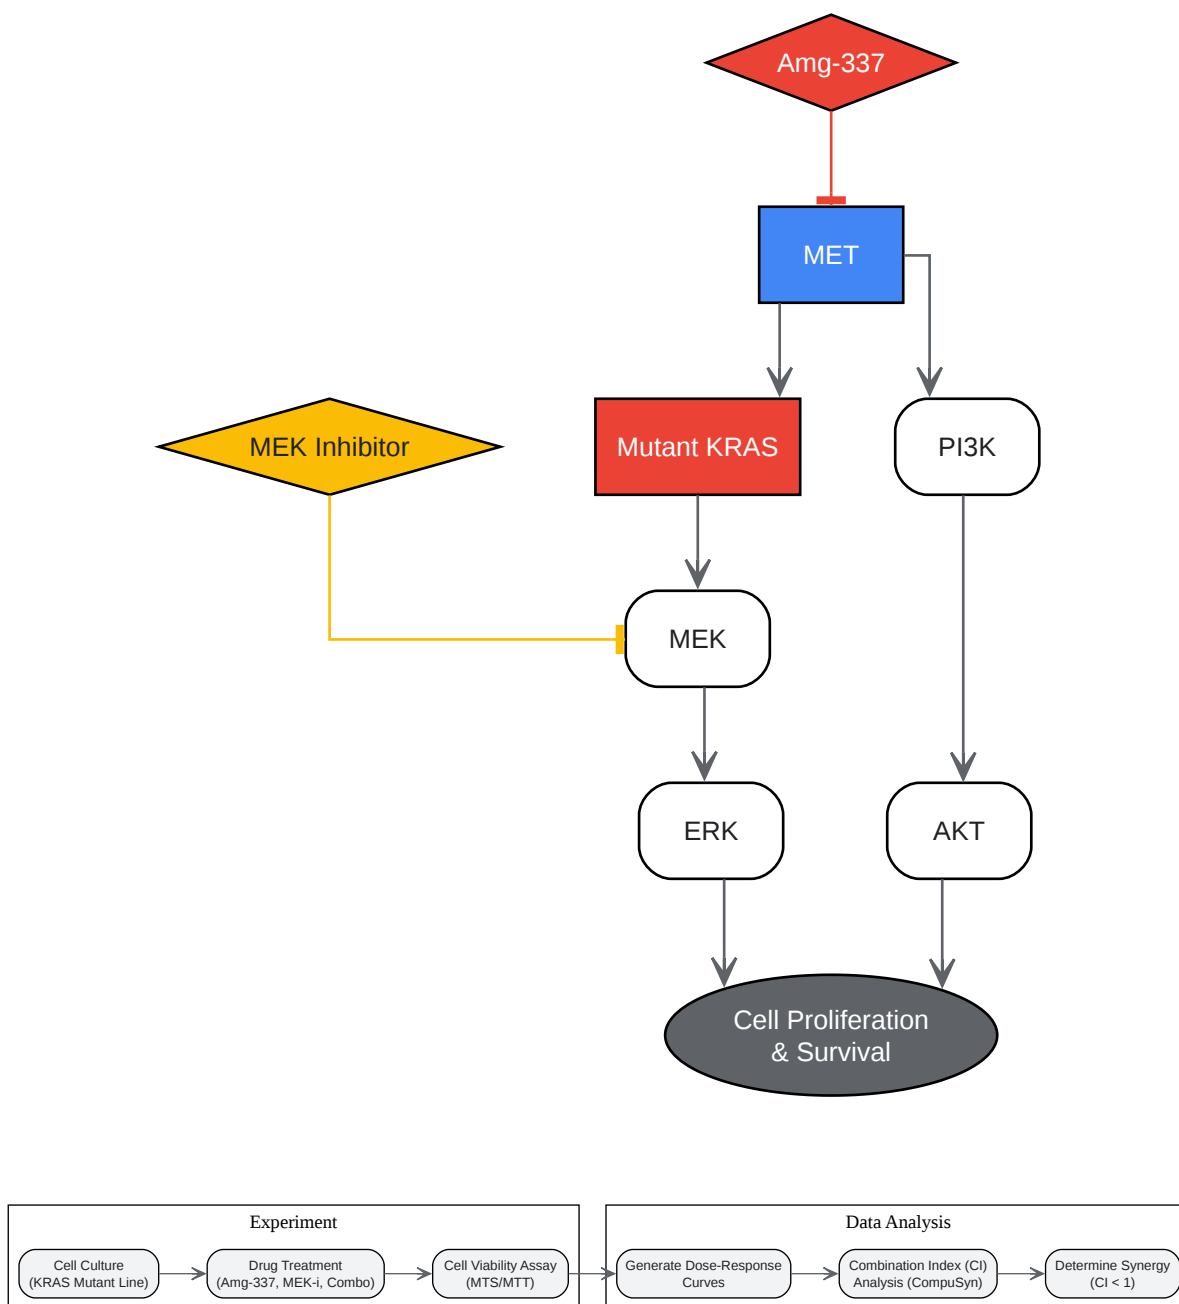 Amg-337
MET
MEK Inhibitor
Mutant KRAS
PI3K
MEK
ERK
AKT
Cell Proliferation
& Survival
Experiment
Cell Culture
(KRAS Mutant Line)
Drug Treatment
(Amg-337, MEK-i, Combo)
Cell Viability Assay
(MTS/MTT)
Data Analysis
Generate Dose-Response
Curves
Combination Index (CI)
Analysis (CompuSyn)
Determine Synergy
(CI < 1)